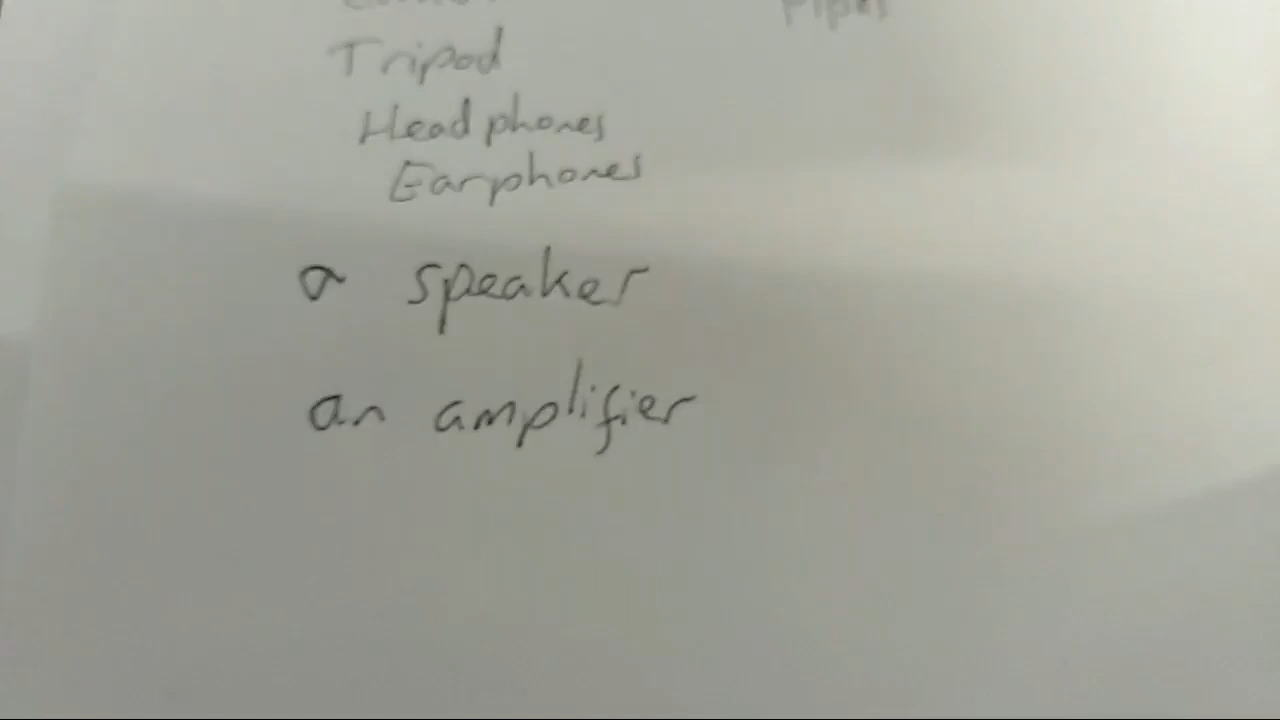 Tripod
Headphones
Earphones
a speaker
an amplifier